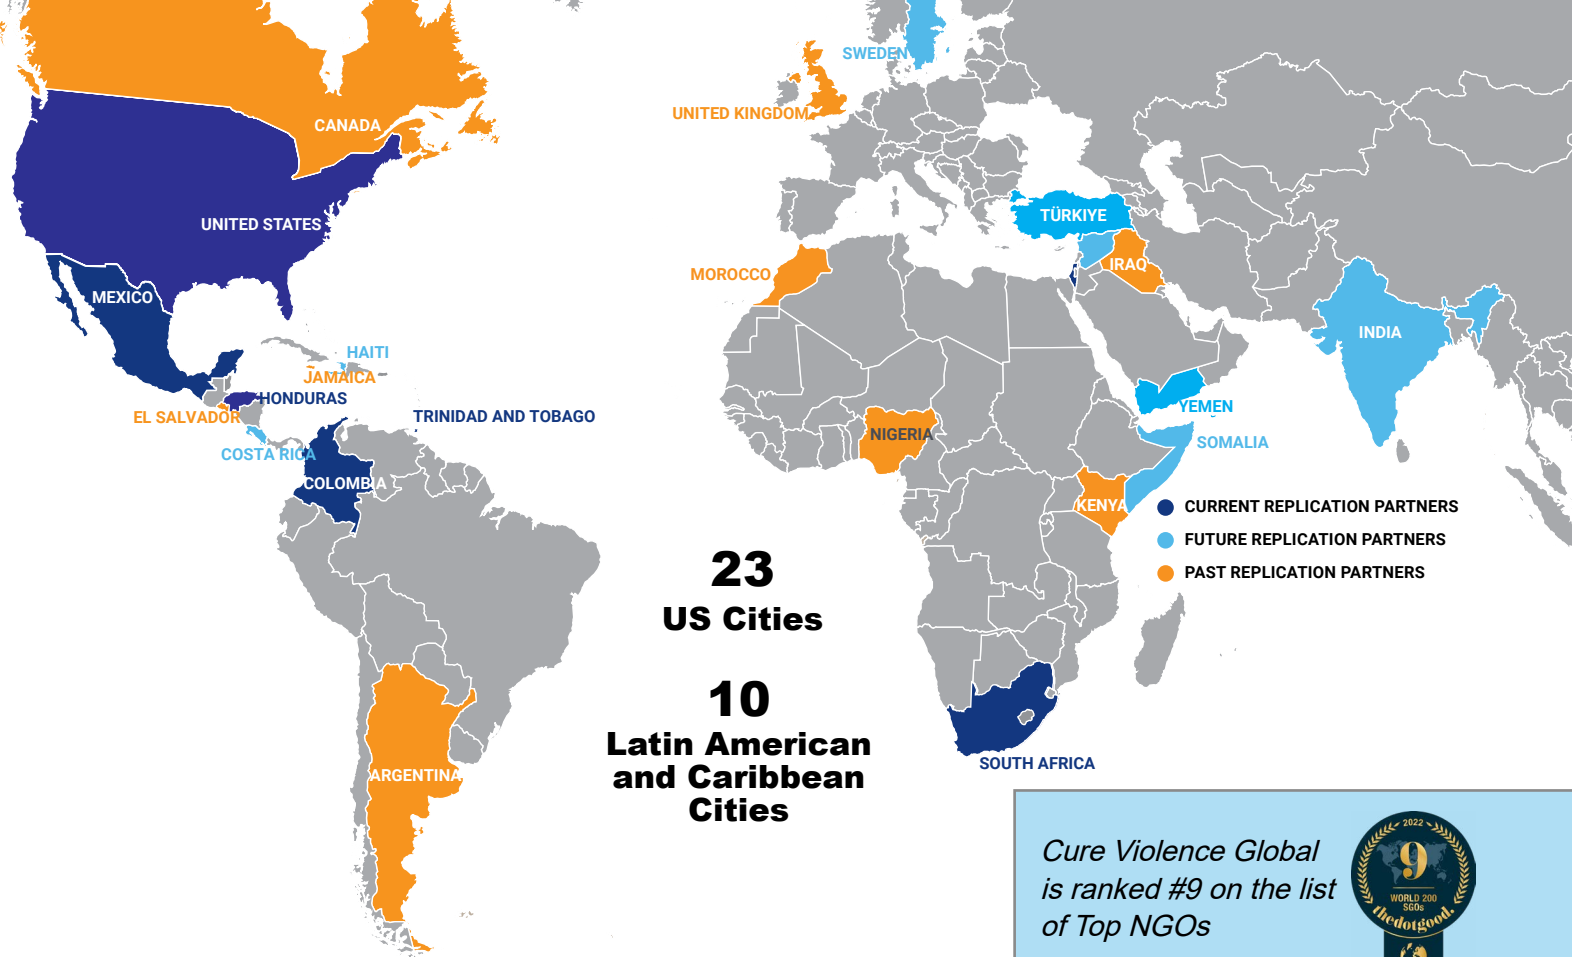 SWEDEN
UNITED KINGDOM
CANADA
UNITED STATES
TÜRKIYE
MOROCCO
IRAQ
MEXICO
INDIA
HAITI
JAMAICA
HONDURAS
EL SALVADOR
TRINIDAD AND TOBAGO
YEMEN
NIGERIA
SOMALIA
COSTA RICA
COLOMBIA
KENYA
CURRENT REPLICATION PARTNERS
FUTURE REPLICATION PARTNERS
PAST REPLICATION PARTNERS
23
US Cities
10
Latin American
and Caribbean
Cities
ARGENTINA
SOUTH AFRICA
Cure Violence Global
is ranked #9 on the list
of Top NGOs
2022
9
WORLD 200
SGOs
thedotgood.